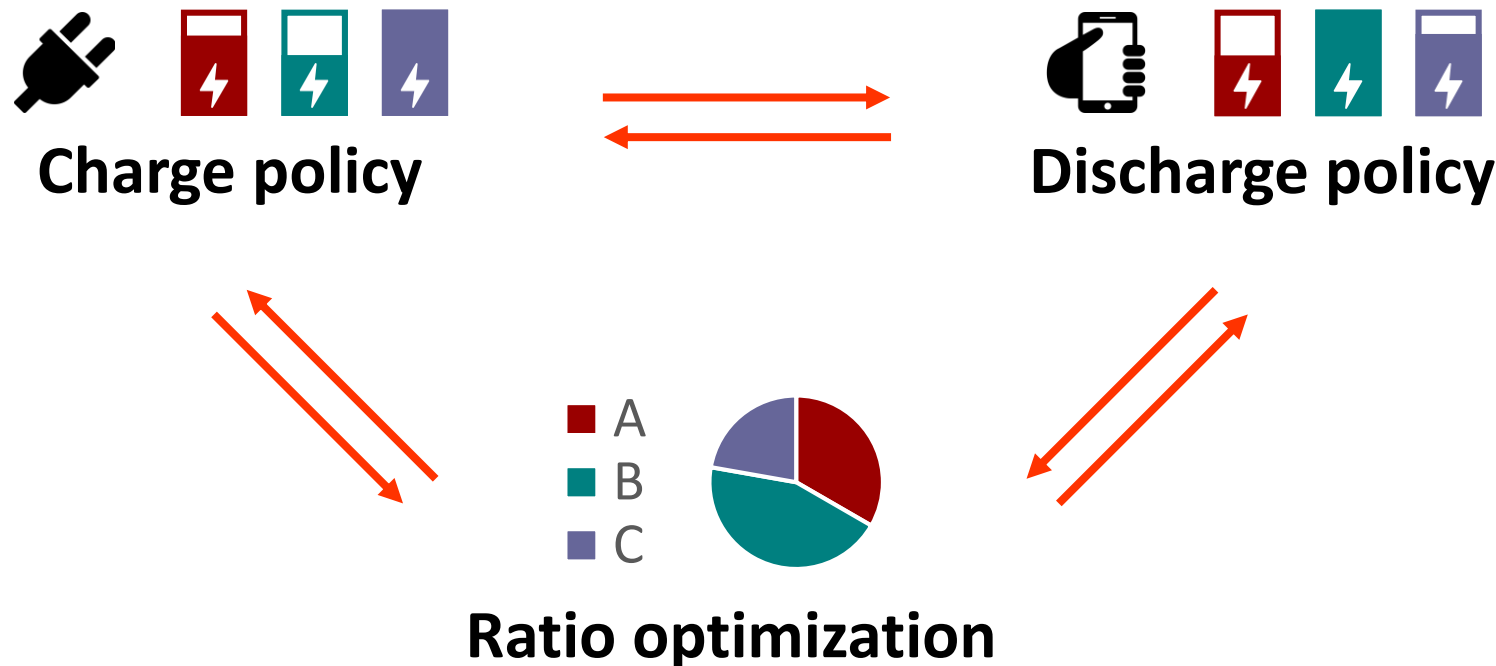 Charge policy
Discharge policy
A
B
C
Ratio optimization